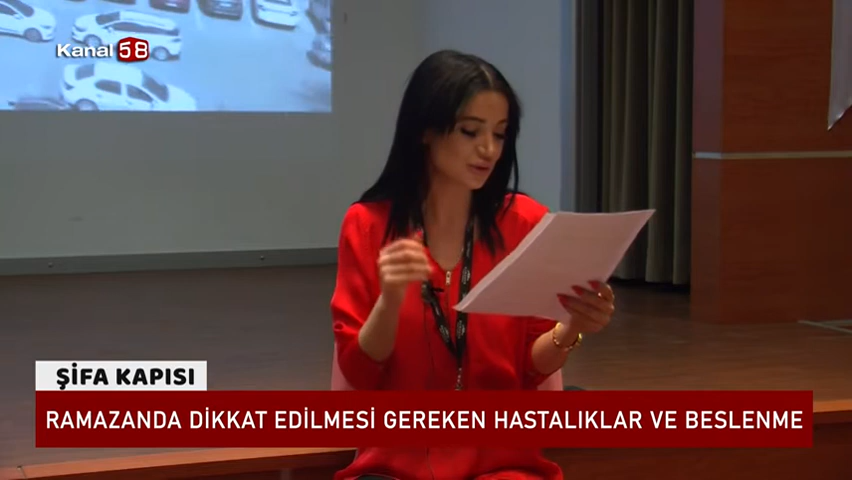 Kanal 58
ŞİFA KAPISI
RAMAZANDA DİKKAT EDİLMESİ GEREKEN HASTALIKLAR VE BESLENME